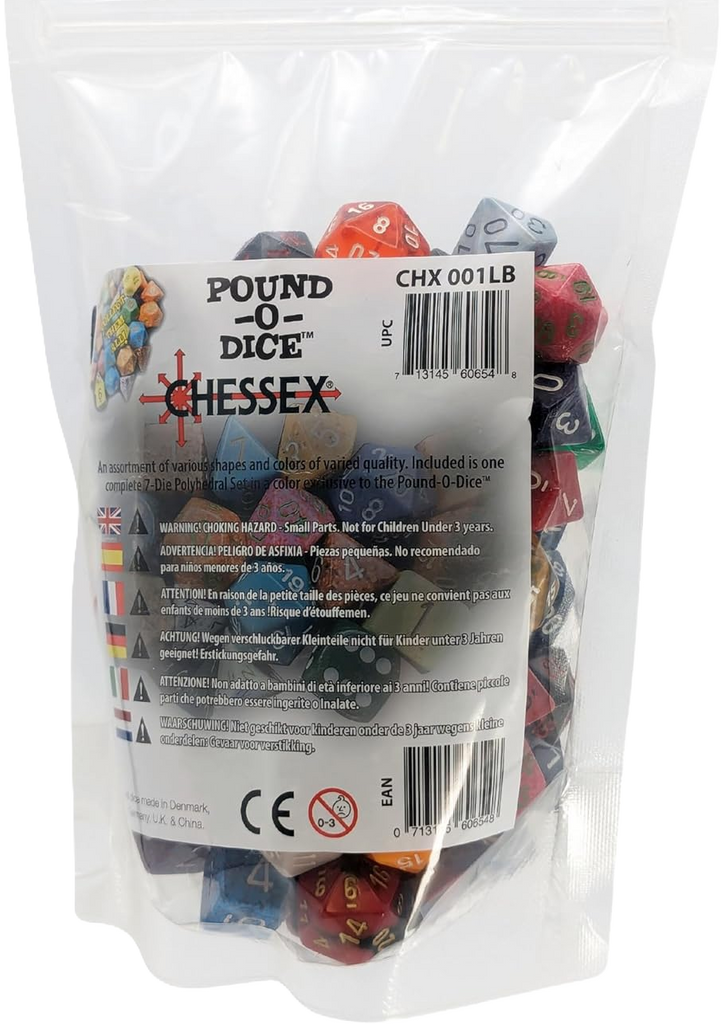 POUND
-O-
DICE™
CHESSEX®
CHX 001LB
UPC
7 13145 60654 8
COLLECT
THEM
ALL!
An assortment of various shapes and colors of varied quality. Included is one
complete 7-Die Polyhedral Set in a color exclusive to the Pound-O-Dice™
WARNING! CHOKING HAZARD - Small Parts. Not for Children Under 3 years.
ADVERTENCIA! PELIGRO DE ASFIXIA - Piezas pequeñas. No recomendado
para niños menores de 3 años.
ATTENTION! En raison de la petite taille des pièces, ce jeu ne convient pas aux
enfants de moins de 3 ans !Risque d'étouffemen.
ACHTUNG! Wegen verschluckbarer Kleinteile nicht für Kinder unter 3 Jahren
geeignet! Erstickungsgefahr.
ATTENZIONE! Non adatto a bambini di età inferiore ai 3 anni! Contiene piccole
parti che potrebbero essere ingerite o Inalate.
WAARSCHUWING! Niet geschikt voor kinderen onder de 3 jaar wegens kleine
onderdelen: Gevaar voor verstikking.
made in Denmark,
U.K. & China.
CE
0-3
EAN
0 713145 606548